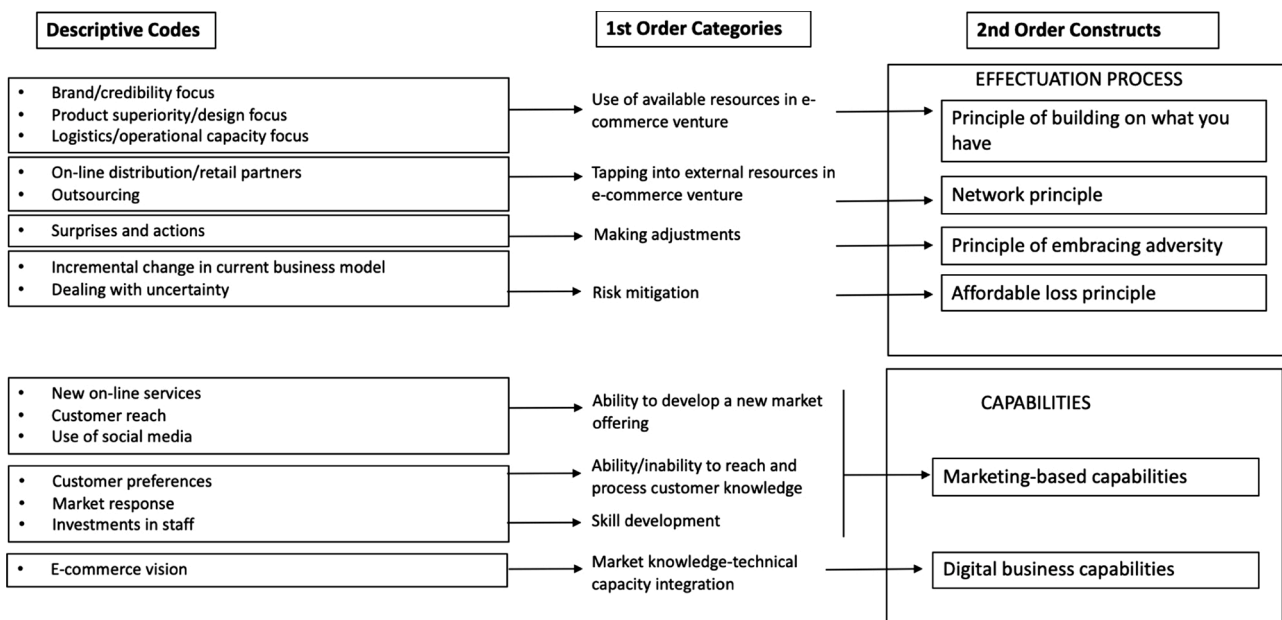 Descriptive Codes
1st Order Categories
2nd Order Constructs
• Brand/credibility focus
• Product superiority/design focus
• Logistics/operational capacity focus
Use of available resources in e-
commerce venture
EFFECTUATION PROCESS
Principle of building on what you
have
• On-line distribution/retail partners
• Outsourcing
Tapping into external resources in
e-commerce venture
Network principle
• Surprises and actions
Making adjustments
Principle of embracing adversity
• Incremental change in current business model
• Dealing with uncertainty
Risk mitigation
Affordable loss principle
• New on-line services
• Customer reach
• Use of social media
Ability to develop a new market
offering
CAPABILITIES
• Customer preferences
• Market response
• Investments in staff
Ability/inability to reach and
process customer knowledge
Skill development
Marketing-based capabilities
• E-commerce vision
Market knowledge-technical
capacity integration
Digital business capabilities